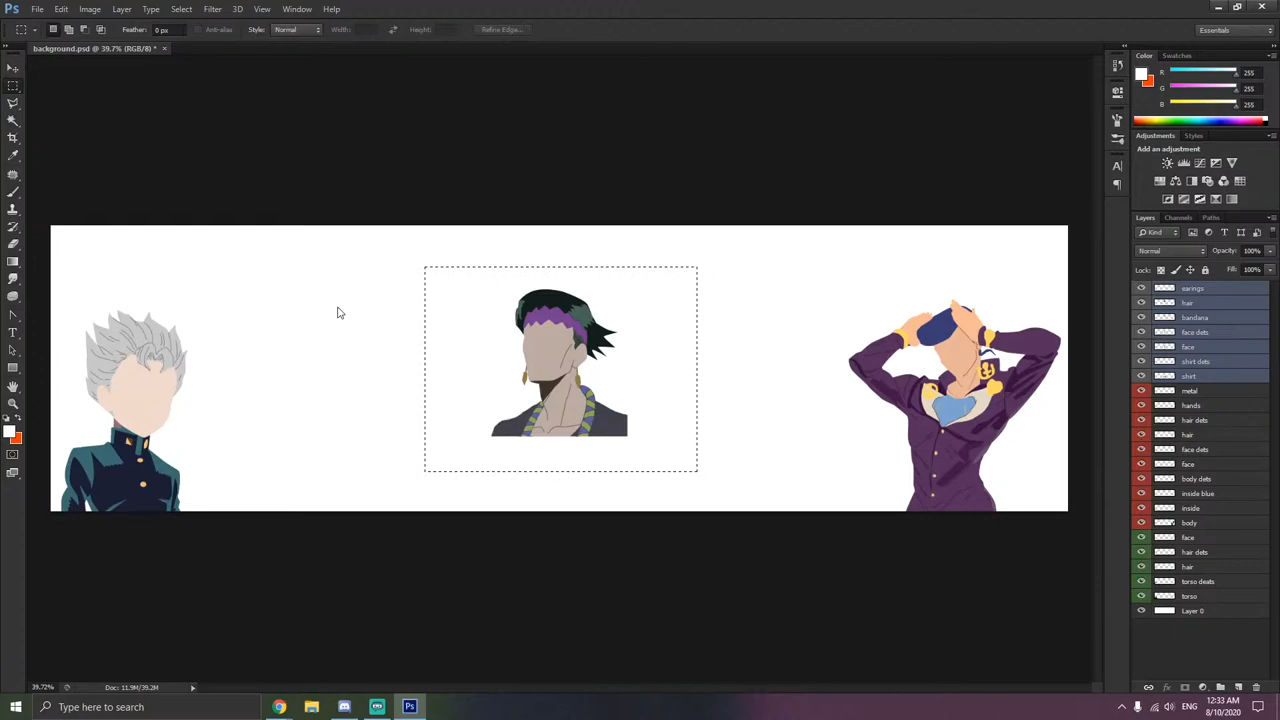 Ps File Edit Image Layer Type Select Filter 3D View Window Help
Feather: 0 px Anti-alias Style: Normal Width: Height: Refine Edge... Essentials
background.psd @ 39.7% (RGB/8) * ×
Color Swatches
R 255
G 255
B 255
Adjustments Styles
Add an adjustment
Layers Channels Paths
Kind
Normal Opacity: 100%
Lock: Fill: 100%
earings
hair
bandana
face dets
face
shirt dets
shirt
metal
hands
hair dets
hair
face dets
face
body dets
inside blue
inside
body
face
hair dets
hair
torso deats
torso
Layer 0
39.72% Doc: 11.9M/39.2M
Type here to search Ps ENG 12:33 AM
8/10/2020